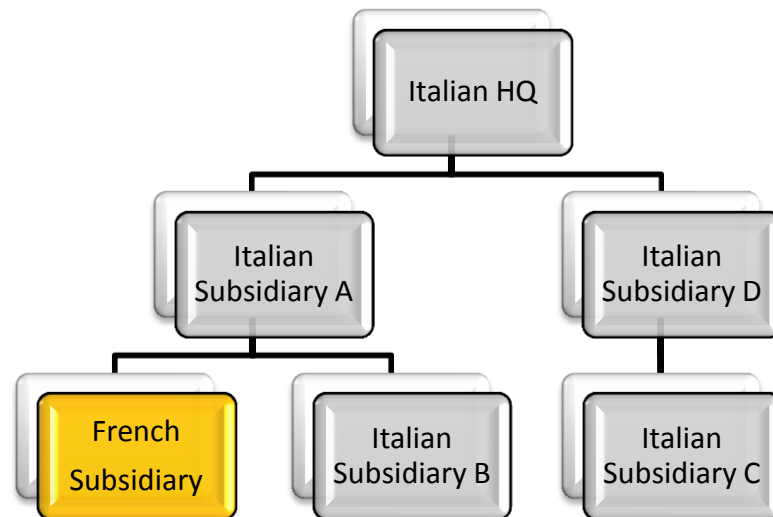 Italian HQ
Italian
Subsidiary A
Italian
Subsidiary D
French
Subsidiary
Italian
Subsidiary B
Italian
Subsidiary C